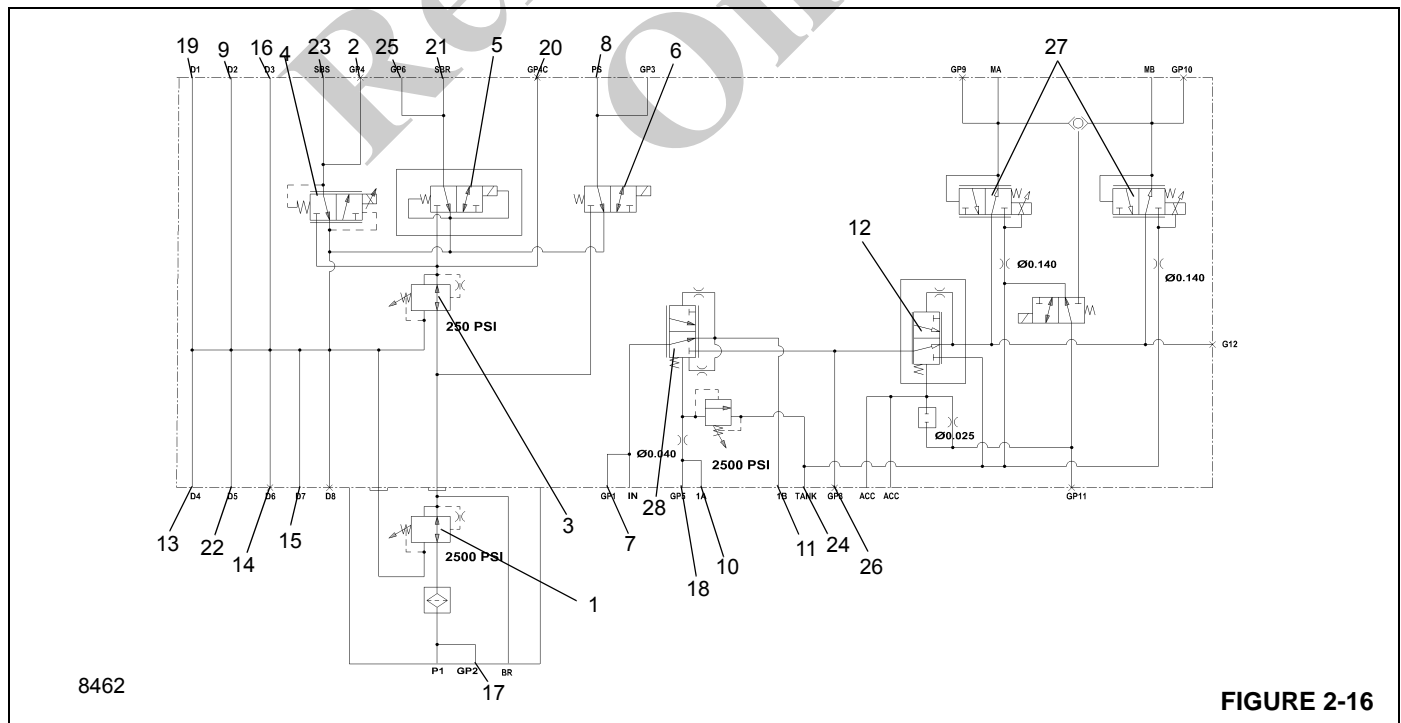 19 9 16 4 23 2 25 21 5 20 8 6 27
D1 D2 D3 SBS GP4 GP6 SBR GP4C PS GP3 GP9 MA MB GP10
12
Ø0.140 Ø0.140
250 PSI
G12
Ø0.025
Ø0.040 2500 PSI
D4 D5 D6 D7 D8 GP1 IN GP5 1A 1B TANK GP8 ACC ACC GP11
28
13 22 14 15 3 7 18 10 11 24 26
2500 PSI
1
P1 GP2 BR
17
8462
FIGURE 2-16